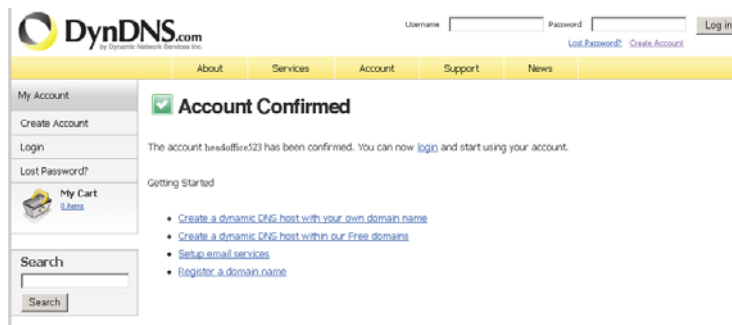 DynDNS.com
by Dynamic Network Services Inc.
Username
Password
Log in
Lost Password? Create Account
About Services Account Support News
My Account
Create Account
Login
Lost Password?
My Cart
0 items
Search
Search
Account Confirmed
The account headoffice523 has been confirmed. You can now login and start using your account.
Getting Started
Create a dynamic DNS host with your own domain name
Create a dynamic DNS host within our Free domains
Setup email services
Register a domain name